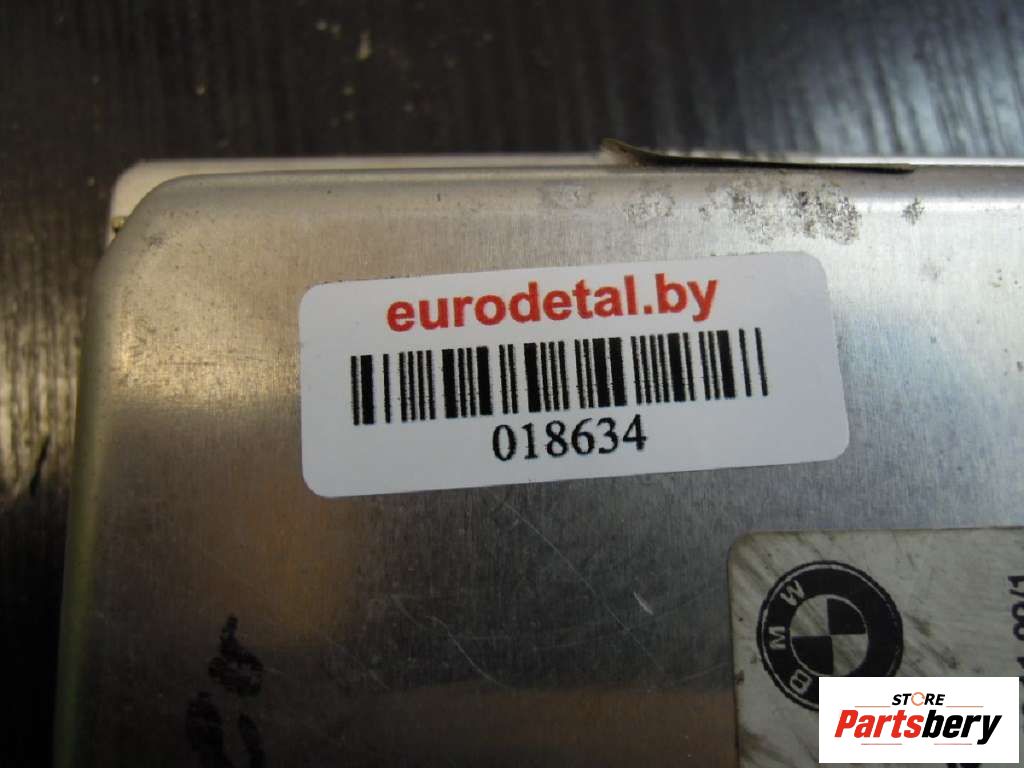 eurodetal.by
018634
BMW
STORE
Partsbery